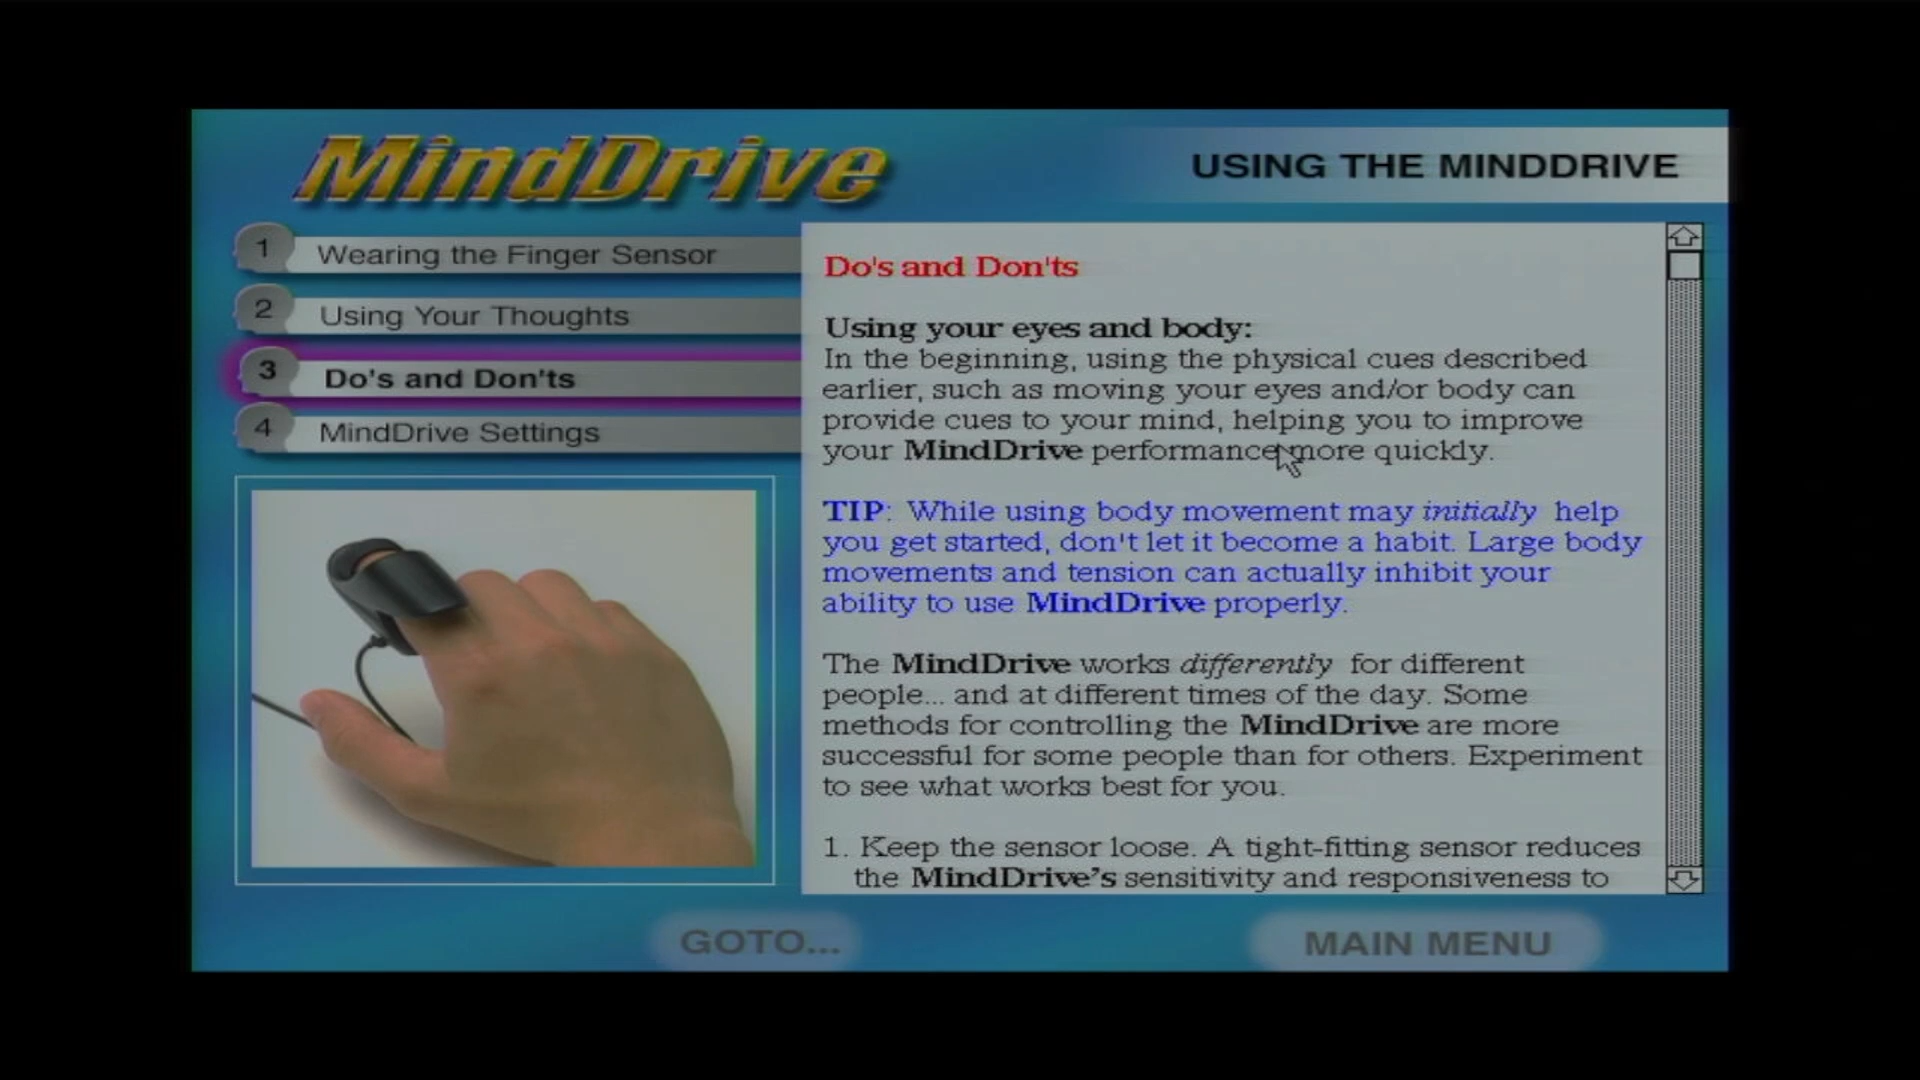 MindDrive
USING THE MINDDRIVE
1 Wearing the Finger Sensor
2 Using Your Thoughts
3 Do's and Don'ts
4 MindDrive Settings
Do's and Don'ts
Using your eyes and body:
In the beginning, using the physical cues described
earlier, such as moving your eyes and/or body can
provide cues to your mind, helping you to improve
your MindDrive performance more quickly.
TIP: While using body movement may initially help
you get started, don't let it become a habit. Large body
movements and tension can actually inhibit your
ability to use MindDrive properly.
The MindDrive works differently for different
people... and at different times of the day. Some
methods for controlling the MindDrive are more
successful for some people than for others. Experiment
to see what works best for you.
1. Keep the sensor loose. A tight-fitting sensor reduces
the MindDrive’s sensitivity and responsiveness to
GOTO...
MAIN MENU